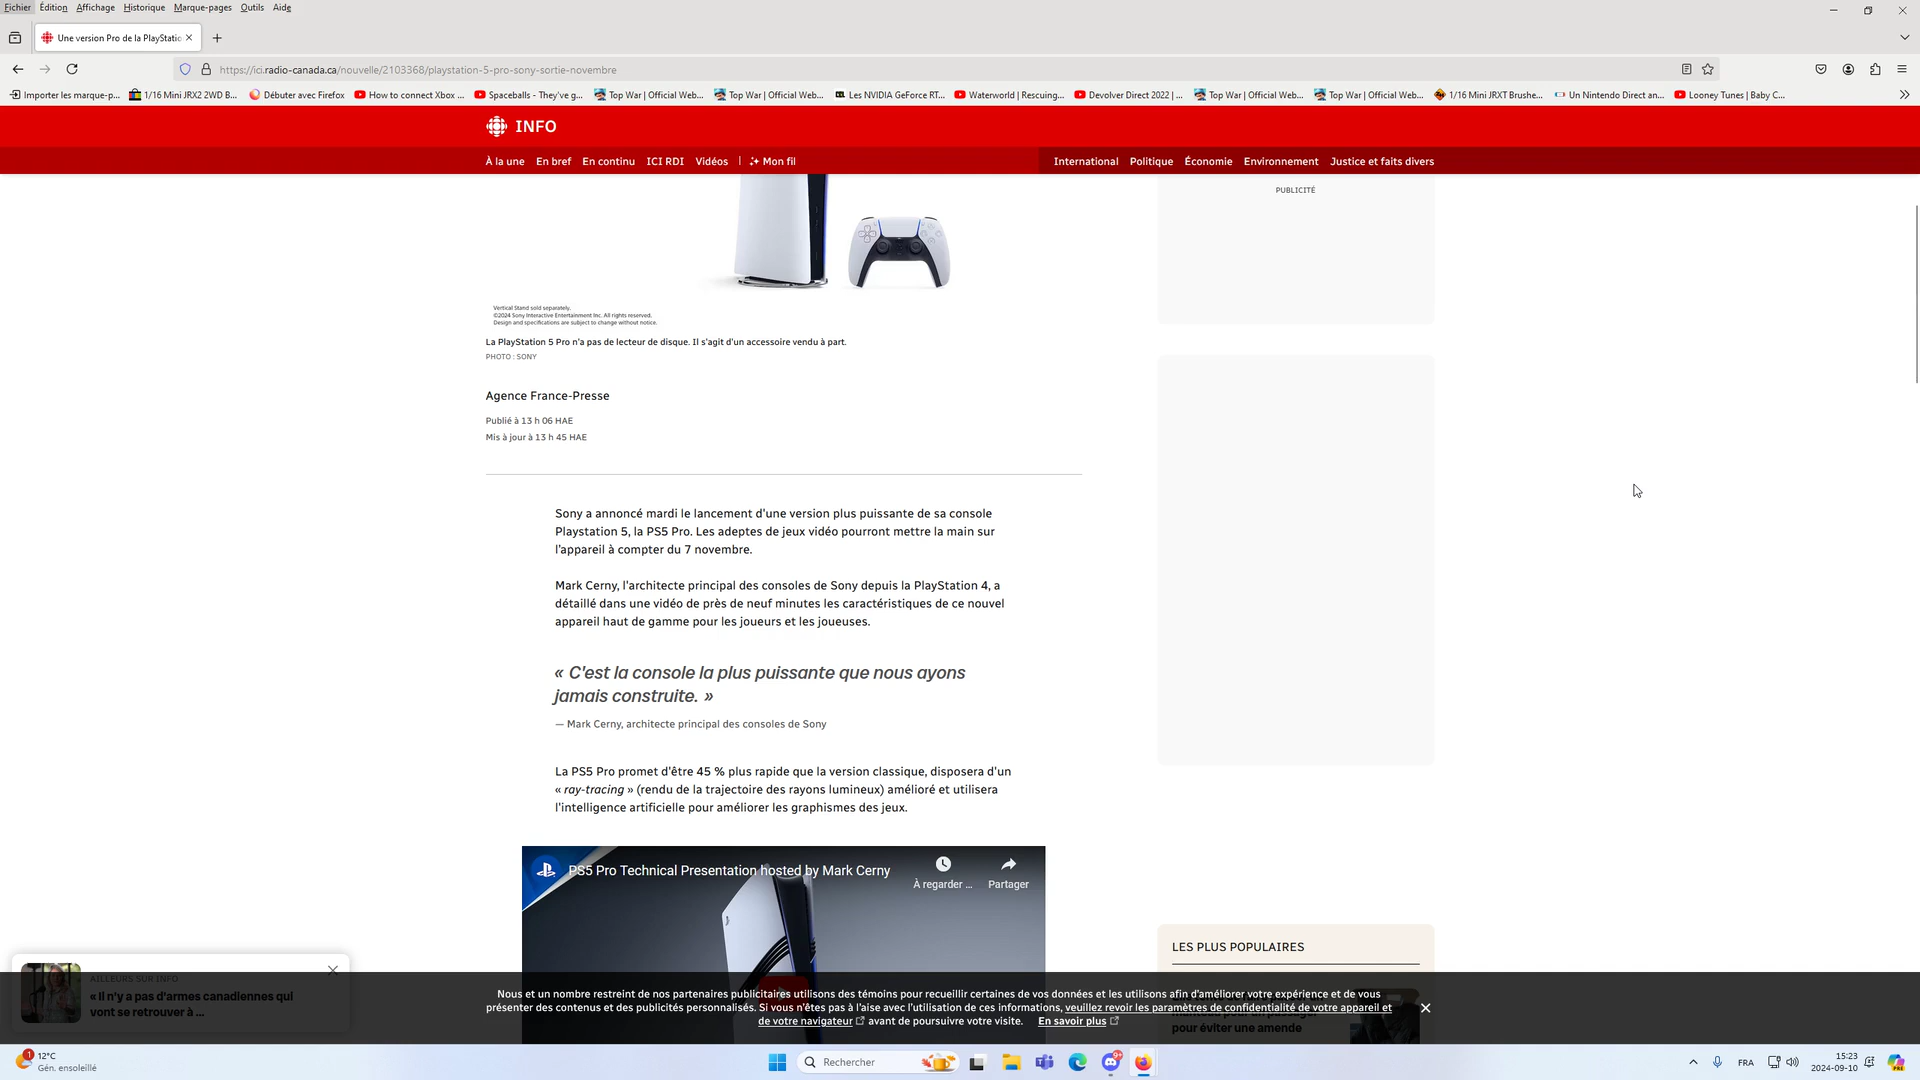 Fichier Édition Affichage Historique Marque-pages Outils Aide
Une version Pro de la PlayStatio
https://ici.radio-canada.ca/nouvelle/2103368/playstation-5-pro-sony-sortie-novembre
Importer les marque-p... 1/16 Mini JRX2 2WD B... Débuter avec Firefox How to connect Xbox ... Spaceballs - They've g... Top War | Official Web... Top War | Official Web... Les NVIDIA GeForce RT... Waterworld | Rescuing... Devolver Direct 2022 | ... Top War | Official Web... Top War | Official Web... 1/16 Mini JRXT Brushe... Un Nintendo Direct an... Looney Tunes | Baby C...
INFO
À la une En bref En continu ICI RDI Vidéos | Mon fil International Politique Économie Environnement Justice et faits divers
PUBLICITÉ
Vertical Stand sold separately.
©2024 Sony Interactive Entertainment Inc. All rights reserved.
Design and specifications are subject to change without notice.
La PlayStation 5 Pro n'a pas de lecteur de disque. Il s'agit d'un accessoire vendu à part.
PHOTO : SONY
Agence France-Presse
Publié à 13 h 06 HAE
Mis à jour à 13 h 45 HAE
Sony a annoncé mardi le lancement d'une version plus puissante de sa console
Playstation 5, la PS5 Pro. Les adeptes de jeux vidéo pourront mettre la main sur
l'appareil à compter du 7 novembre.
Mark Cerny, l'architecte principal des consoles de Sony depuis la PlayStation 4, a
détaillé dans une vidéo de près de neuf minutes les caractéristiques de ce nouvel
appareil haut de gamme pour les joueurs et les joueuses.
« C'est la console la plus puissante que nous ayons
jamais construite. »
— Mark Cerny, architecte principal des consoles de Sony
La PS5 Pro promet d'être 45 % plus rapide que la version classique, disposera d'un
« ray-tracing » (rendu de la trajectoire des rayons lumineux) amélioré et utilisera
l'intelligence artificielle pour améliorer les graphismes des jeux.
PS5 Pro Technical Presentation hosted by Mark Cerny
À regarder ... Partager
LES PLUS POPULAIRES
AILLEURS SUR INFO
« Il n'y a pas d'armes canadiennes qui
vont se retrouver à ...
Nous et un nombre restreint de nos partenaires publicitaires utilisons des témoins pour recueillir certaines de vos données et les utilisons afin d'améliorer votre expérience et de vous
présenter des contenus et des publicités personnalisés. Si vous n'êtes pas à l'aise avec l'utilisation de ces informations, veuillez revoir les paramètres de confidentialité de votre appareil et
de votre navigateur avant de poursuivre votre visite. En savoir plus
pour éviter une amende
1
12°C
Gén. ensoleillé
Rechercher
9+
FRA
15:23
2024-09-10
PRE